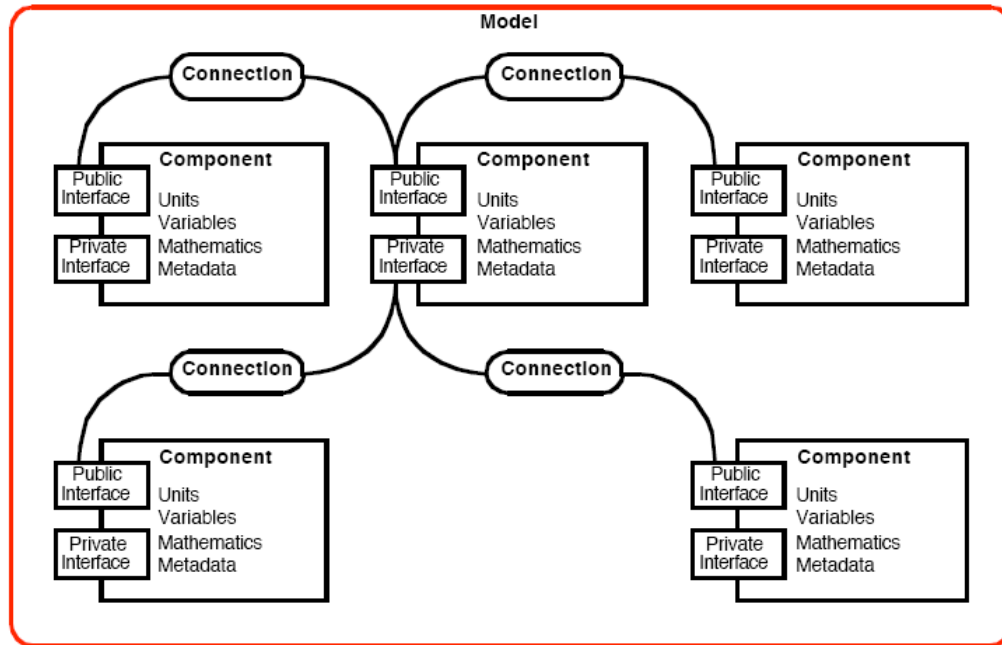 Model
Connection
Connection
Component
Public
Interface
Units
Variables
Private
Interface
Mathematics
Metadata
Component
Public
Interface
Units
Variables
Private
Interface
Mathematics
Metadata
Component
Public
Interface
Units
Variables
Private
Interface
Mathematics
Metadata
Connection
Connection
Component
Public
Interface
Units
Variables
Private
Interface
Mathematics
Metadata
Component
Public
Interface
Units
Variables
Private
Interface
Mathematics
Metadata